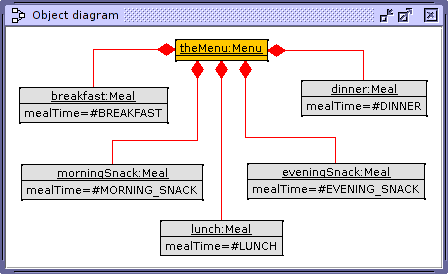 Object diagram
theMenu:Menu
breakfast:Meal
mealTime=#BREAKFAST
dinner:Meal
mealTime=#DINNER
morningSnack:Meal
mealTime=#MORNING_SNACK
eveningSnack:Meal
mealTime=#EVENING_SNACK
lunch:Meal
mealTime=#LUNCH